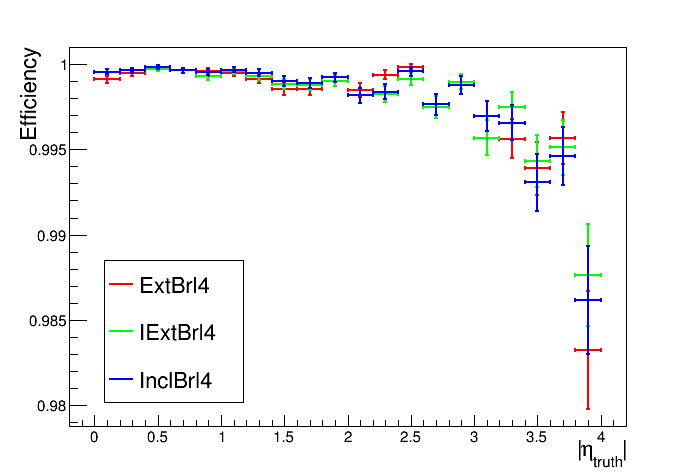 Efficiency
1
0.995
0.99
0.985
0.98
ExtBrl4
IExtBrl4
InclBrl4
0 0.5 1 1.5 2 2.5 3 3.5 4
|η_truth|